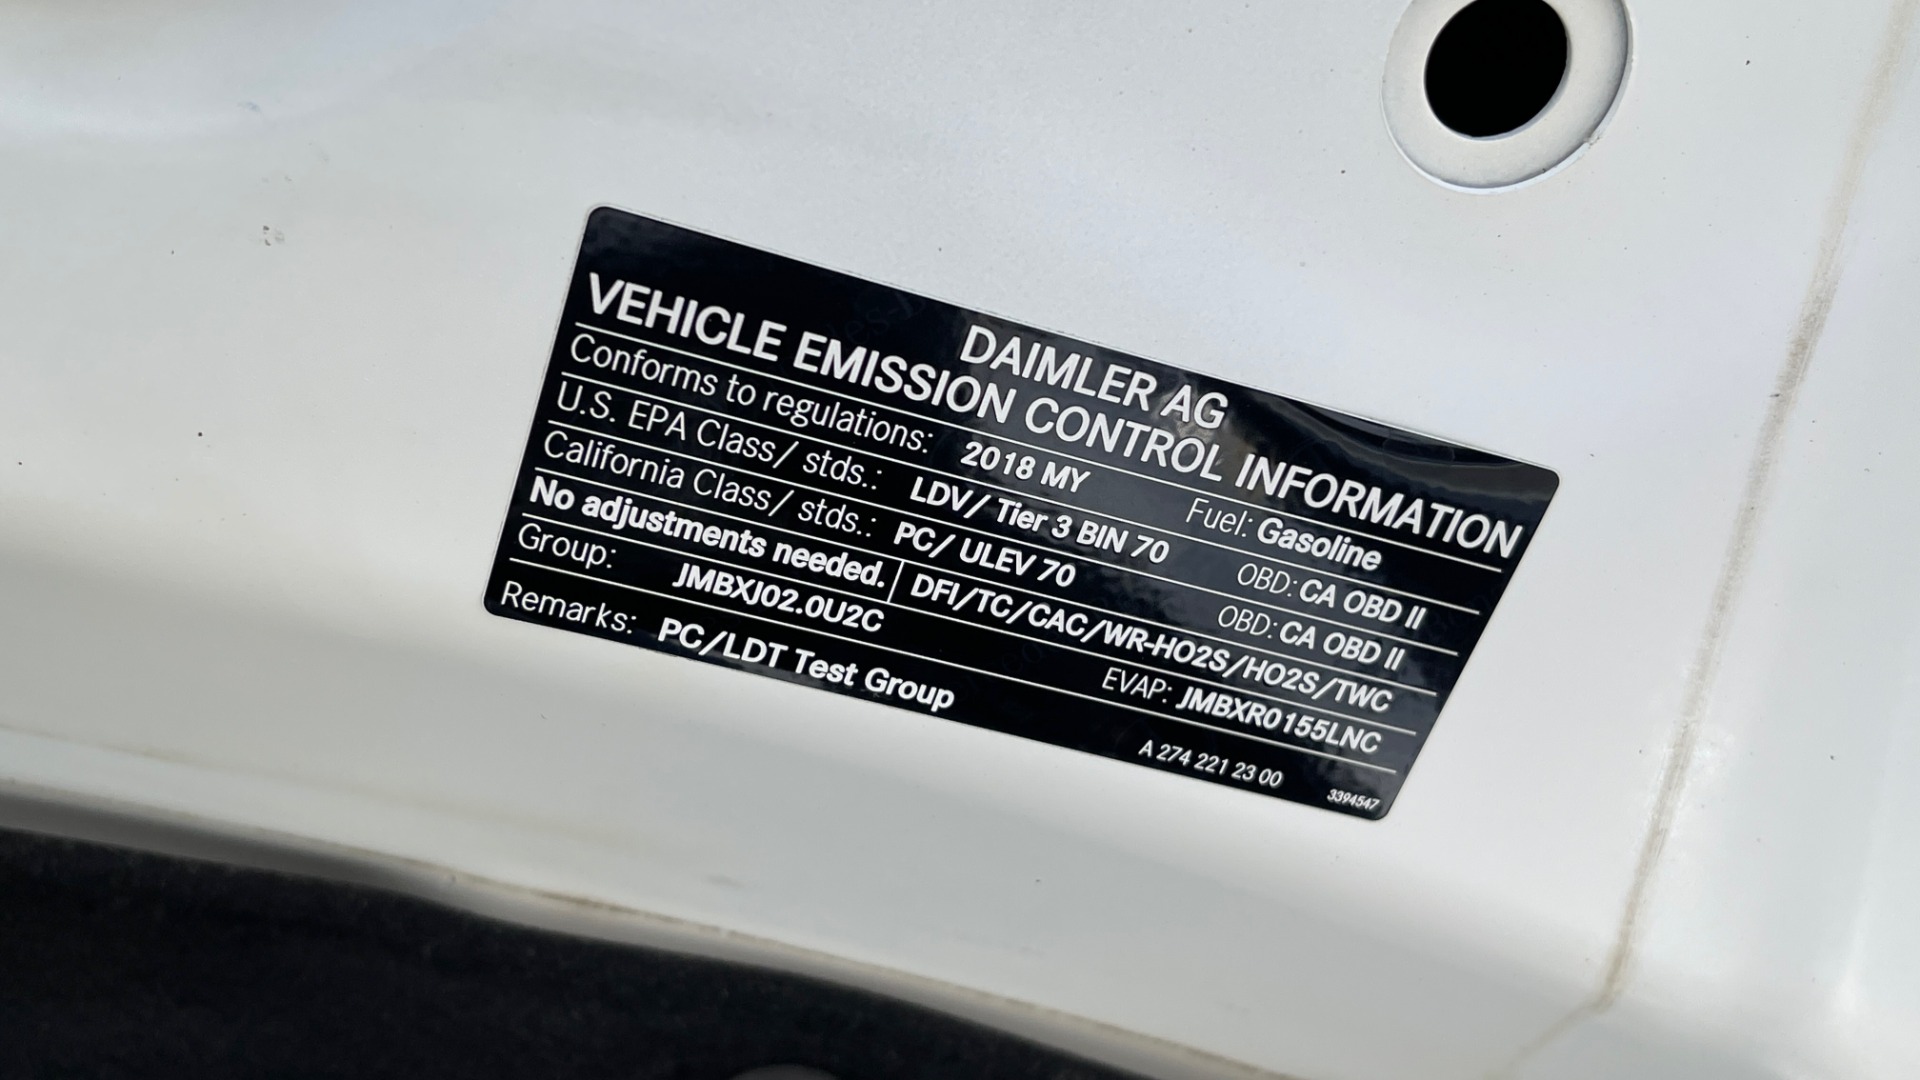 DAIMLER AG
VEHICLE EMISSION CONTROL INFORMATION
Conforms to regulations: 2018 MY Fuel: Gasoline
U.S. EPA Class/ stds.: LDV/ Tier 3 BIN 70 OBD: CA OBD II
California Class/ stds.: PC/ ULEV 70 OBD: CA OBD II
No adjustments needed. DFI/TC/CAC/WR-HO2S/HO2S/TWC
Group: JMBXJ02.0U2C EVAP: JMBXR0155LNC
Remarks: PC/LDT Test Group
A 274 221 23 00
3394547